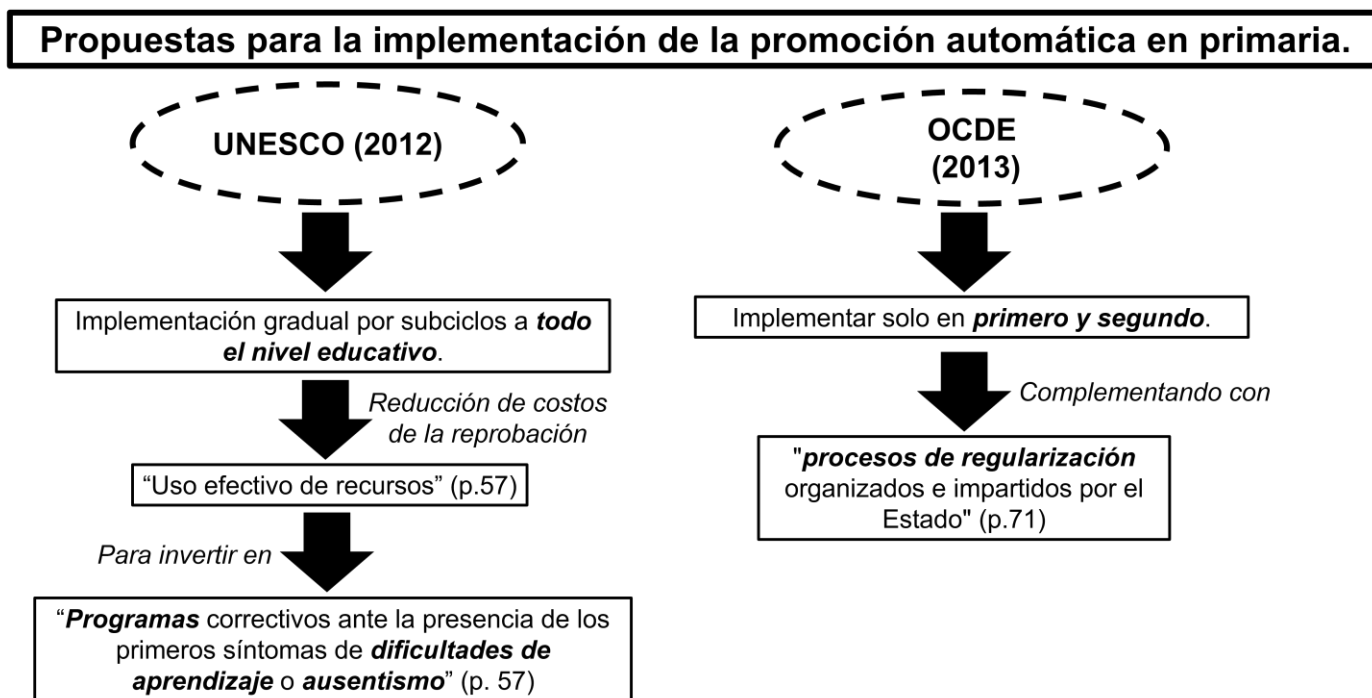 Propuestas para la implementación de la promoción automática en primaria.
UNESCO (2012)
Implementación gradual por subciclos a todo
el nivel educativo.
Reducción de costos
de la reprobación
“Uso efectivo de recursos” (p.57)
Para invertir en
“Programas correctivos ante la presencia de los
primeros síntomas de dificultades de
aprendizaje o ausentismo” (p. 57)
OCDE
(2013)
Implementar solo en primero y segundo.
Complementando con
"procesos de regularización
organizados e impartidos por el
Estado" (p.71)